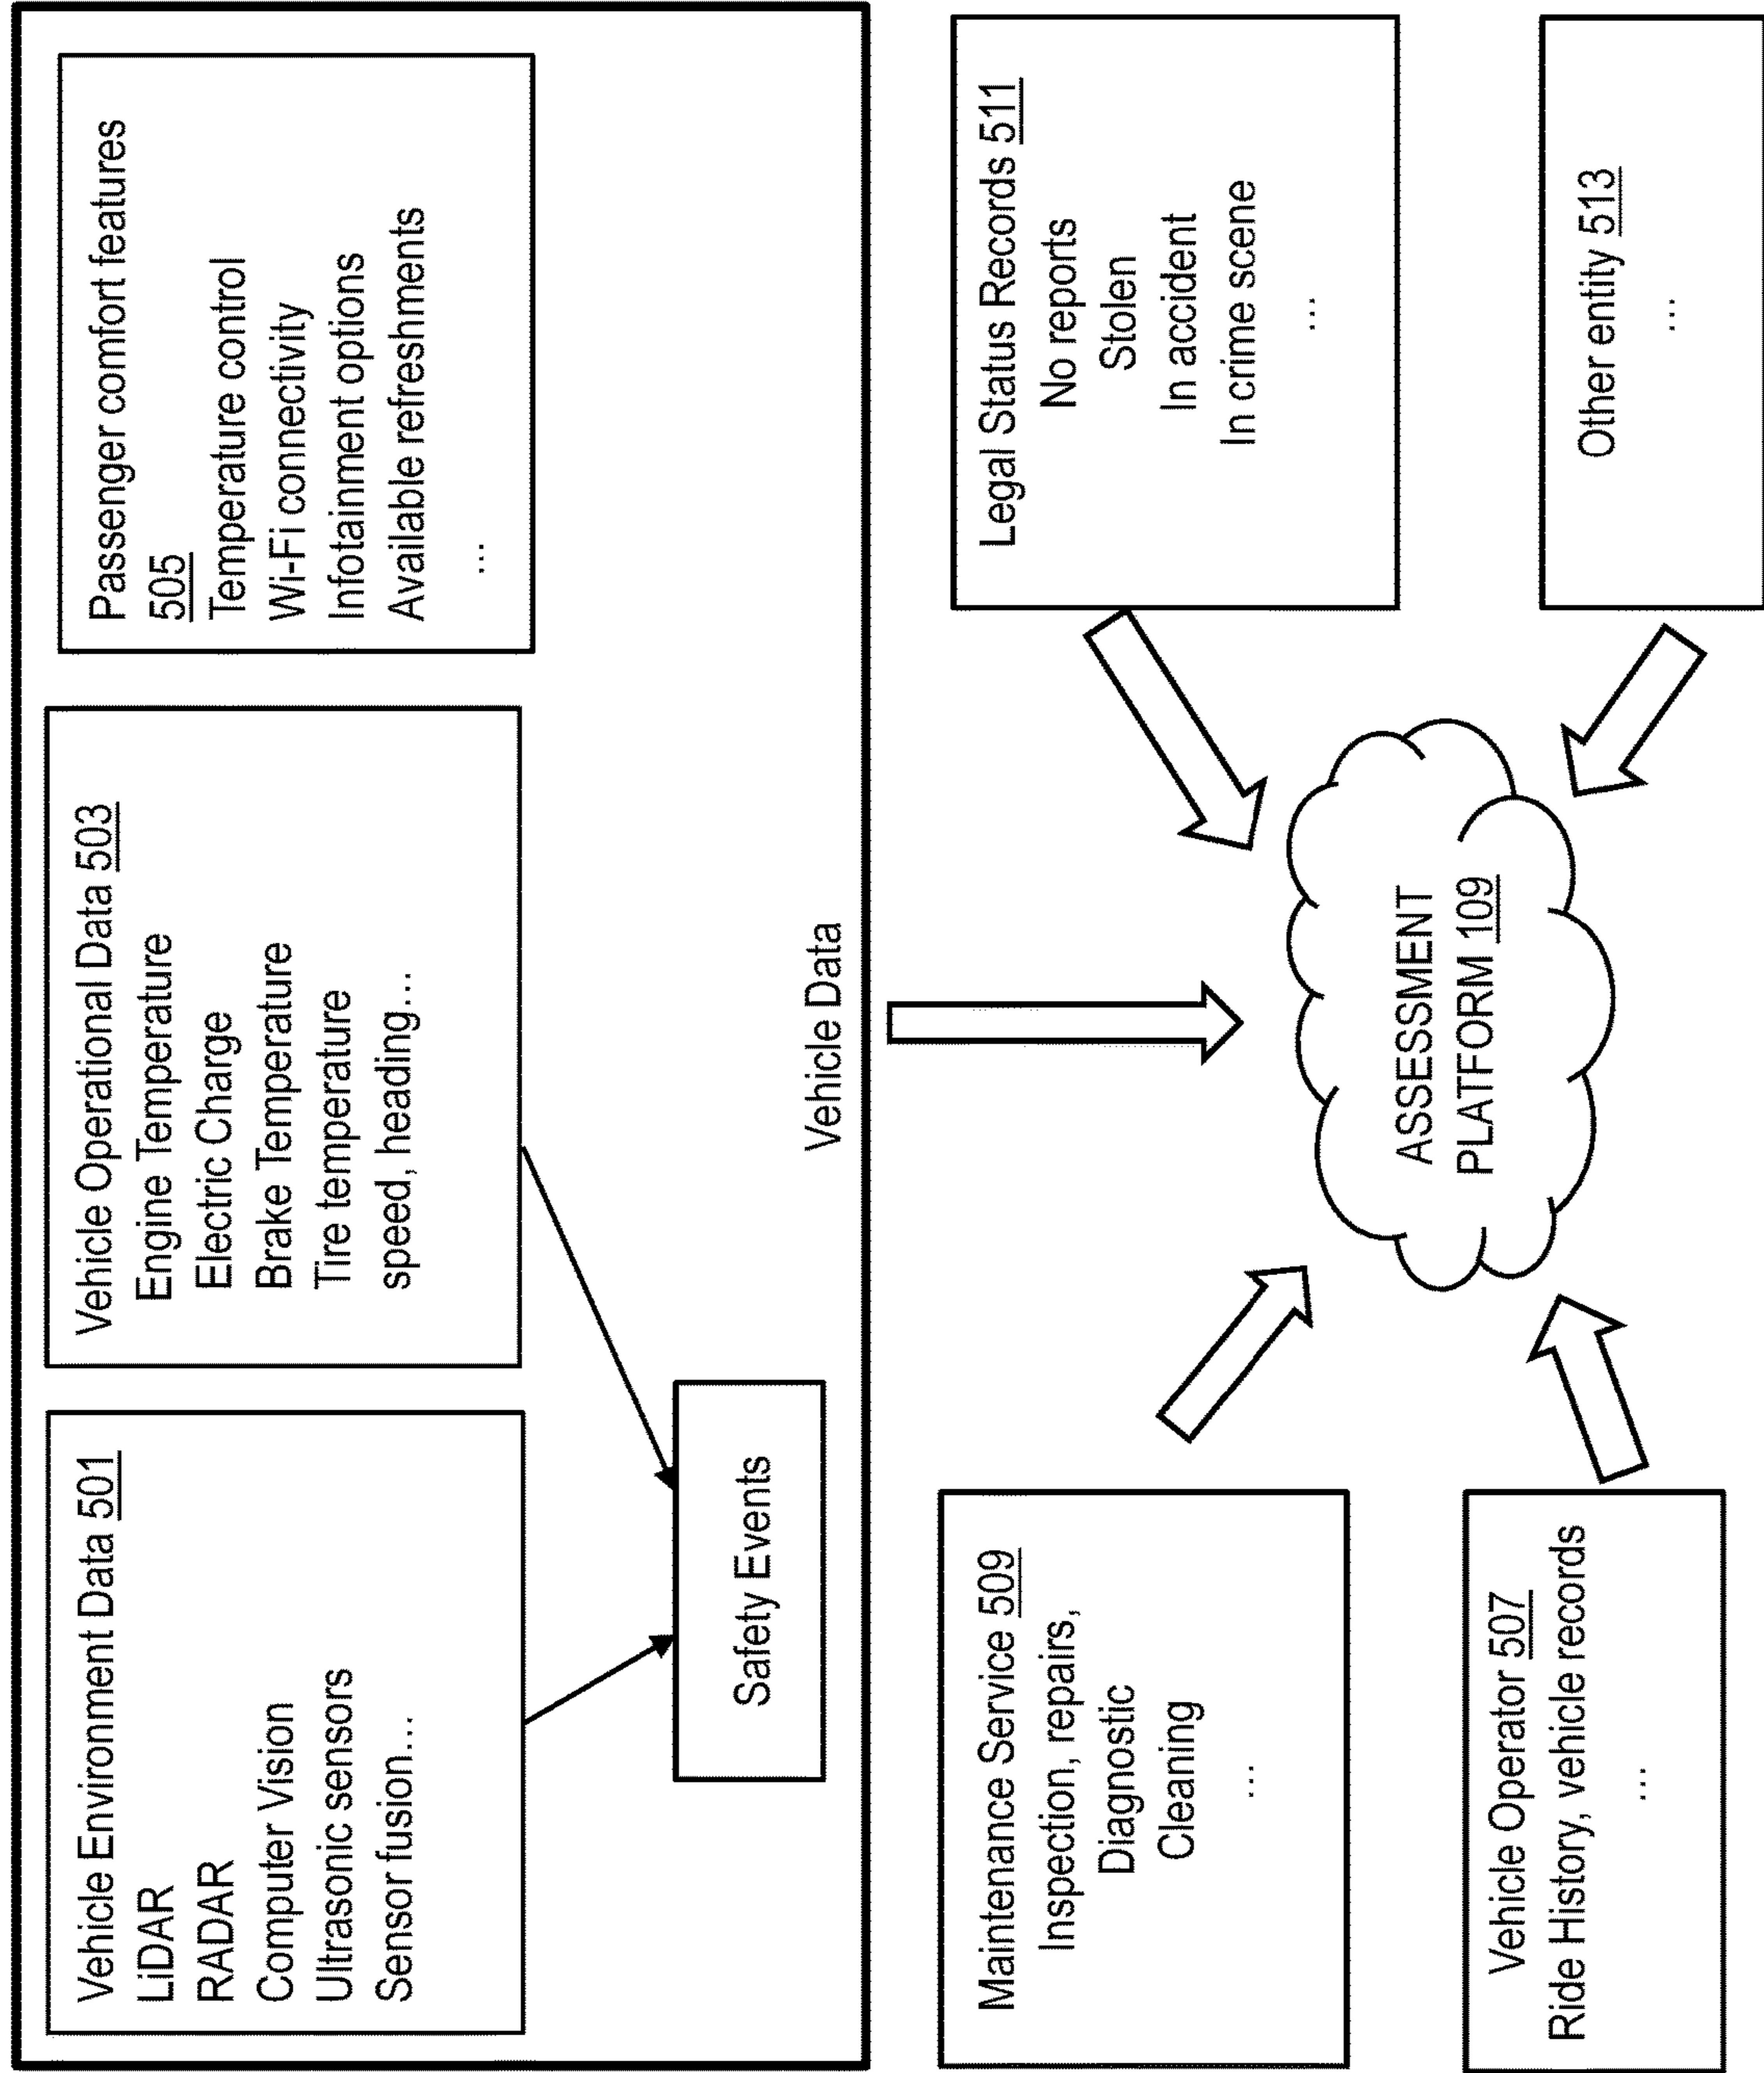 Vehicle Environment Data 501
LiDAR
RADAR
Computer Vision
Ultrasonic sensors
Sensor fusion...
Vehicle Operational Data 503
Engine Temperature
Electric Charge
Brake Temperature
Tire temperature
speed, heading...
Passenger comfort features
505
Temperature control
Wi-Fi connectivity
Infotainment options
Available refreshments
...
Safety Events
Vehicle Data
Maintenance Service 509
Inspection, repairs,
Diagnostic
Cleaning
...
Legal Status Records 511
No reports
Stolen
In accident
In crime scene
...
ASSESSMENT
PLATFORM 109
Vehicle Operator 507
Ride History, vehicle records
...
Other entity 513
...